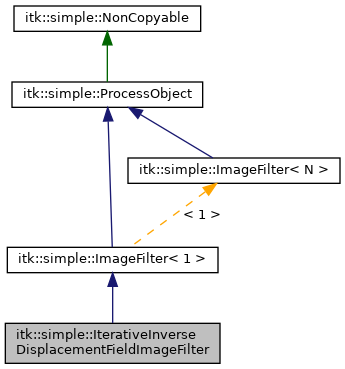 itk::simple::NonCopyable
itk::simple::ProcessObject
itk::simple::ImageFilter< N >
< 1 >
itk::simple::ImageFilter< 1 >
itk::simple::IterativeInverse
DisplacementFieldImageFilter